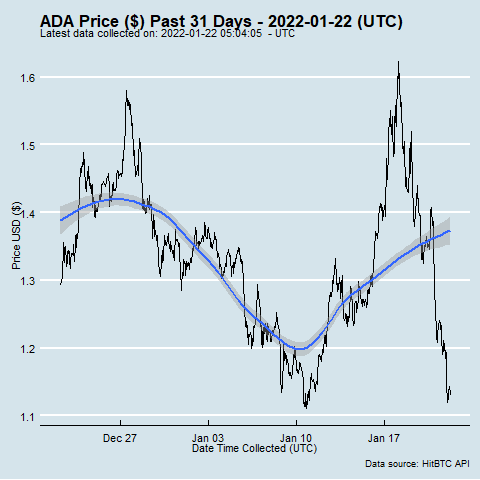 ADA Price ($) Past 31 Days - 2022-01-22 (UTC)
Latest data collected on: 2022-01-22 05:04:05  - UTC
1.6
1.5
1.4
1.3
1.2
1.1
Price USD ($)
Dec 27
Jan 03
Jan 10
Jan 17
Date Time Collected (UTC)
Data source: HitBTC API